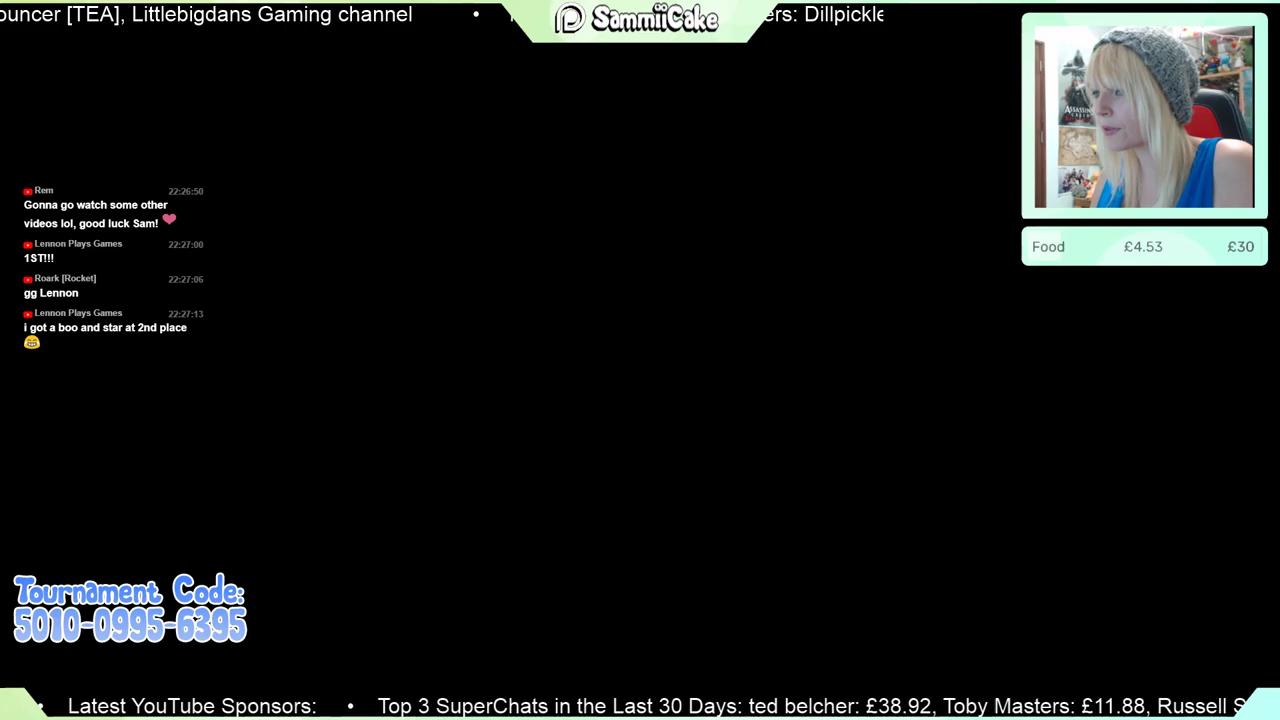 ouncer [TEA], Littlebigdans Gaming channel •
SammiiCake
ers: Dillpickle
ASSASSIN
Food £4.53 £30
Rem 22:26:50
Gonna go watch some other
videos lol, good luck Sam! ❤
Lennon Plays Games 22:27:00
1ST!!!
Roark [Rocket] 22:27:06
gg Lennon
Lennon Plays Games 22:27:13
i got a boo and star at 2nd place
😂
Tournament Code:
5010-0995-6395
• Latest YouTube Sponsors: • Top 3 SuperChats in the Last 30 Days: ted belcher: £38.92, Toby Masters: £11.88, Russell S